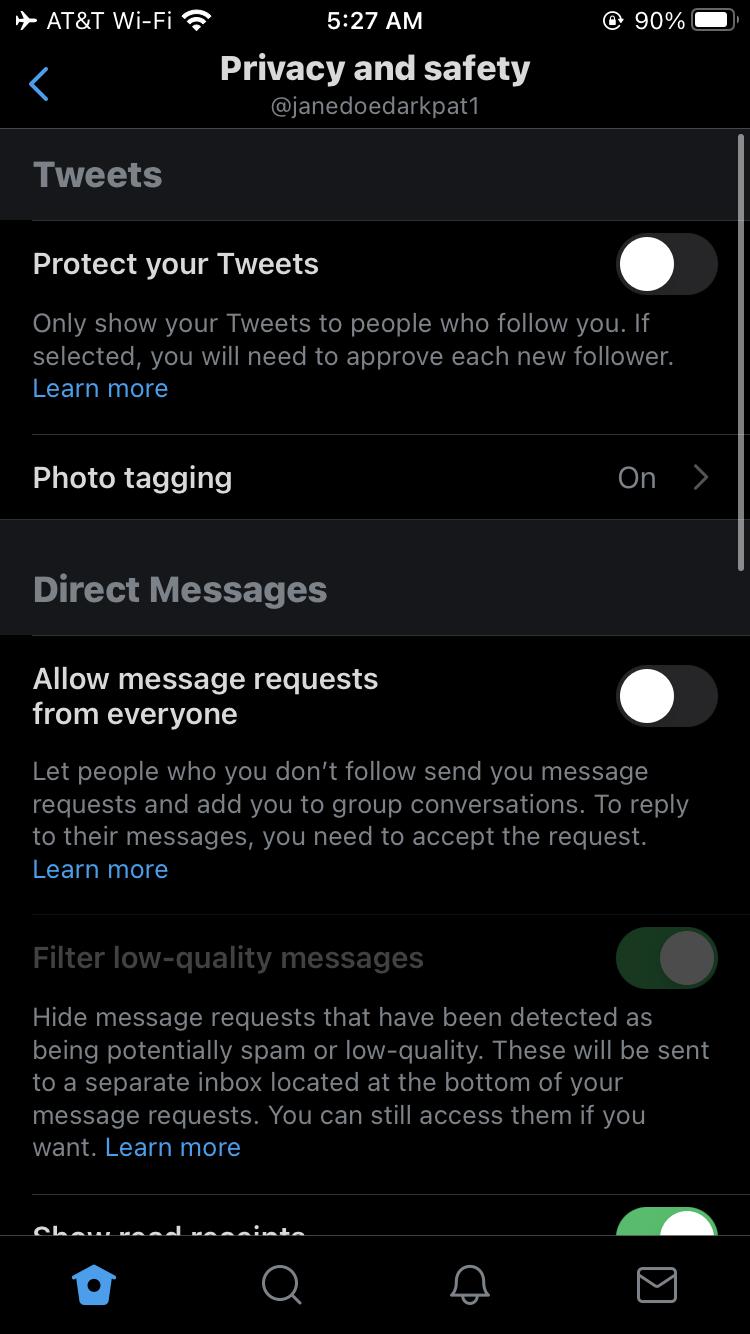 AT&T Wi-Fi 5:27 AM 90%
Privacy and safety
@janedoedarkpat1
Tweets
Protect your Tweets
Only show your Tweets to people who follow you. If
selected, you will need to approve each new follower.
Learn more
Photo tagging On
Direct Messages
Allow message requests
from everyone
Let people who you don’t follow send you message
requests and add you to group conversations. To reply
to their messages, you need to accept the request.
Learn more
Filter low-quality messages
Hide message requests that have been detected as
being potentially spam or low-quality. These will be sent
to a separate inbox located at the bottom of your
message requests. You can still access them if you
want. Learn more
Show read receipts